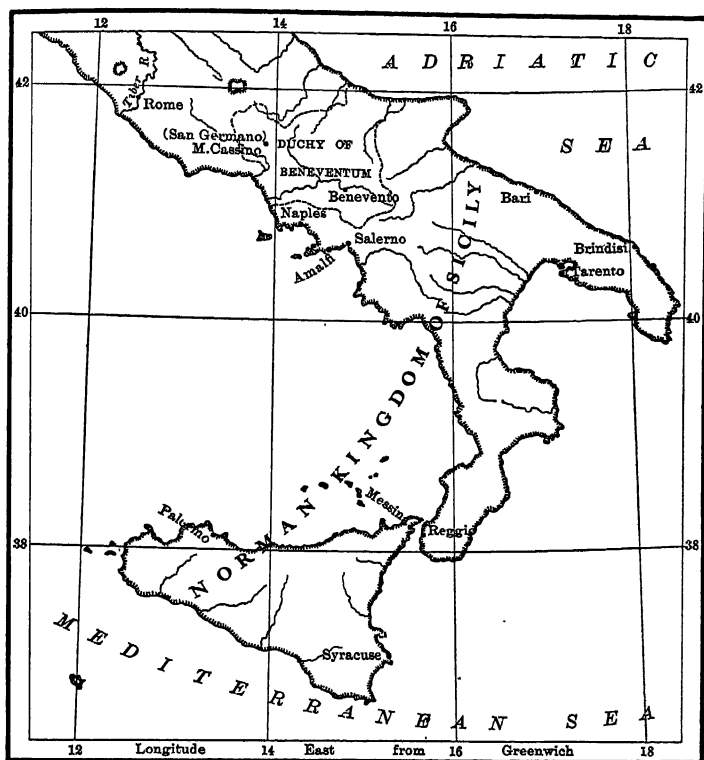 12 14 16 18
A D R I A T I C
42 42
Tiber R.
Rome
SEA
(San Germano)
M. Cassino
DUCHY OF
BENEVENTUM
Benevento
Bari
Naples
Salerno
Amalfi
Brindisi
Tarento
40 40
NORMAN KINGDOM OF SICILY
Messina
Palermo
Reggio
38 38
Syracuse
MEDITERRANEAN SEA
12 Longitude 14 East from 16 Greenwich 18